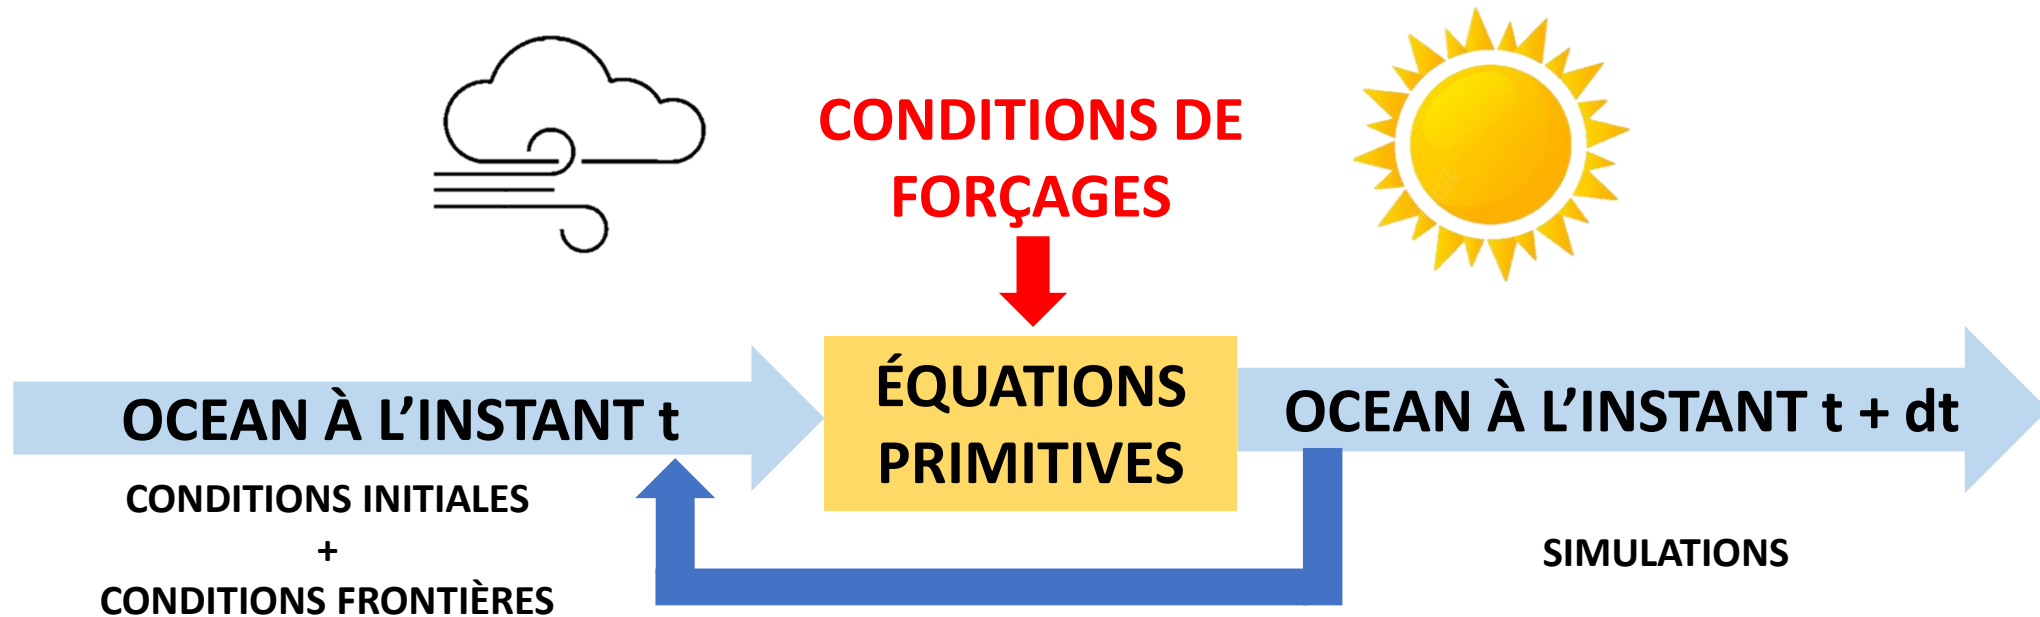 CONDITIONS DE
FORÇAGES
OCEAN À L’INSTANT t
ÉQUATIONS
PRIMITIVES
OCEAN À L’INSTANT t + dt
CONDITIONS INITIALES
+
CONDITIONS FRONTIÈRES
SIMULATIONS